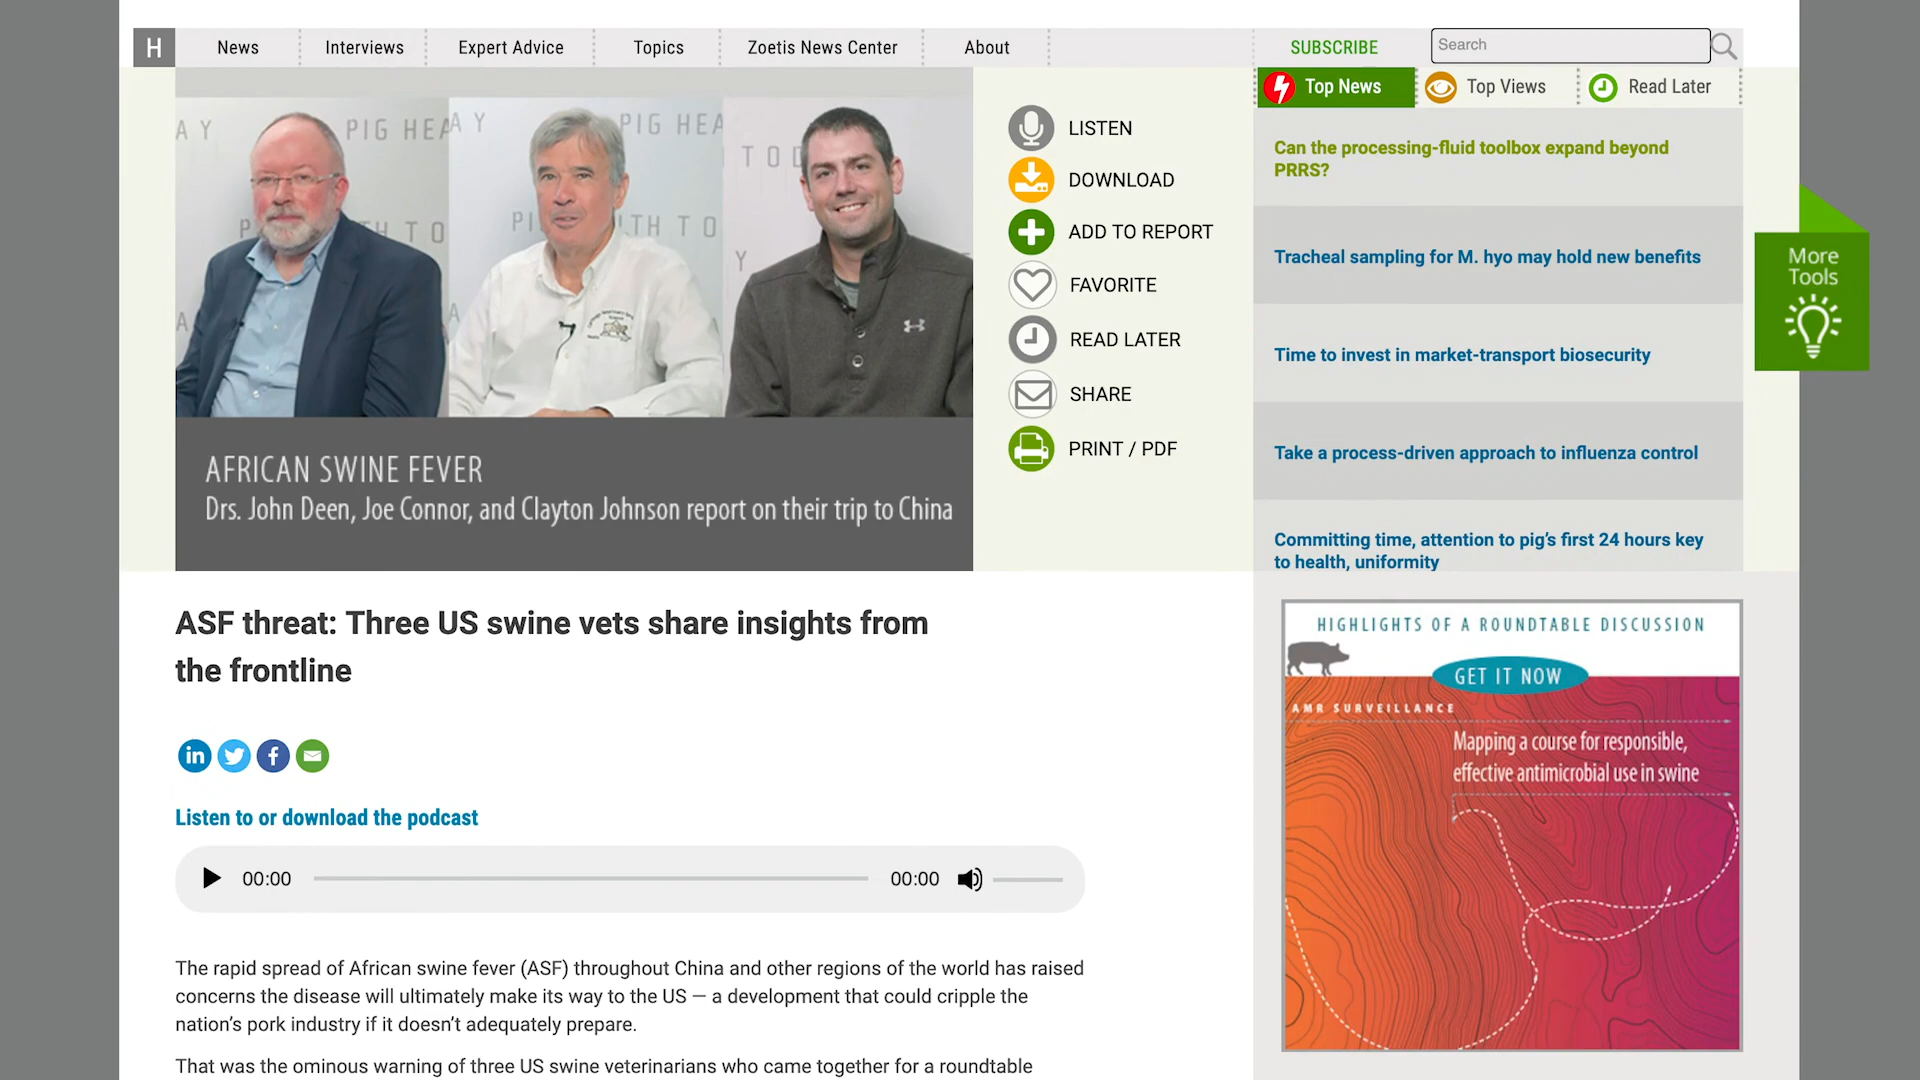 H
News
Interviews
Expert Advice
Topics
Zoetis News Center
About
SUBSCRIBE
Search
Top News
Top Views
Read Later
A Y
PIG HEA
A Y
PIG HEA
T O D
TH T O
PI
TH T O
Y
AFRICAN SWINE FEVER
Drs. John Deen, Joe Connor, and Clayton Johnson report on their trip to China
LISTEN
DOWNLOAD
ADD TO REPORT
FAVORITE
READ LATER
SHARE
PRINT / PDF
Can the processing-fluid toolbox expand beyond
PRRS?
Tracheal sampling for M. hyo may hold new benefits
Time to invest in market-transport biosecurity
Take a process-driven approach to influenza control
Committing time, attention to pig's first 24 hours key
to health, uniformity
More
Tools
ASF threat: Three US swine vets share insights from
the frontline
in
f
Listen to or download the podcast
00:00
00:00
The rapid spread of African swine fever (ASF) throughout China and other regions of the world has raised
concerns the disease will ultimately make its way to the US — a development that could cripple the
nation's pork industry if it doesn't adequately prepare.
That was the ominous warning of three US swine veterinarians who came together for a roundtable
HIGHLIGHTS OF A ROUNDTABLE DISCUSSION
GET IT NOW
AMR SURVEILLANCE
Mapping a course for responsible,
effective antimicrobial use in swine